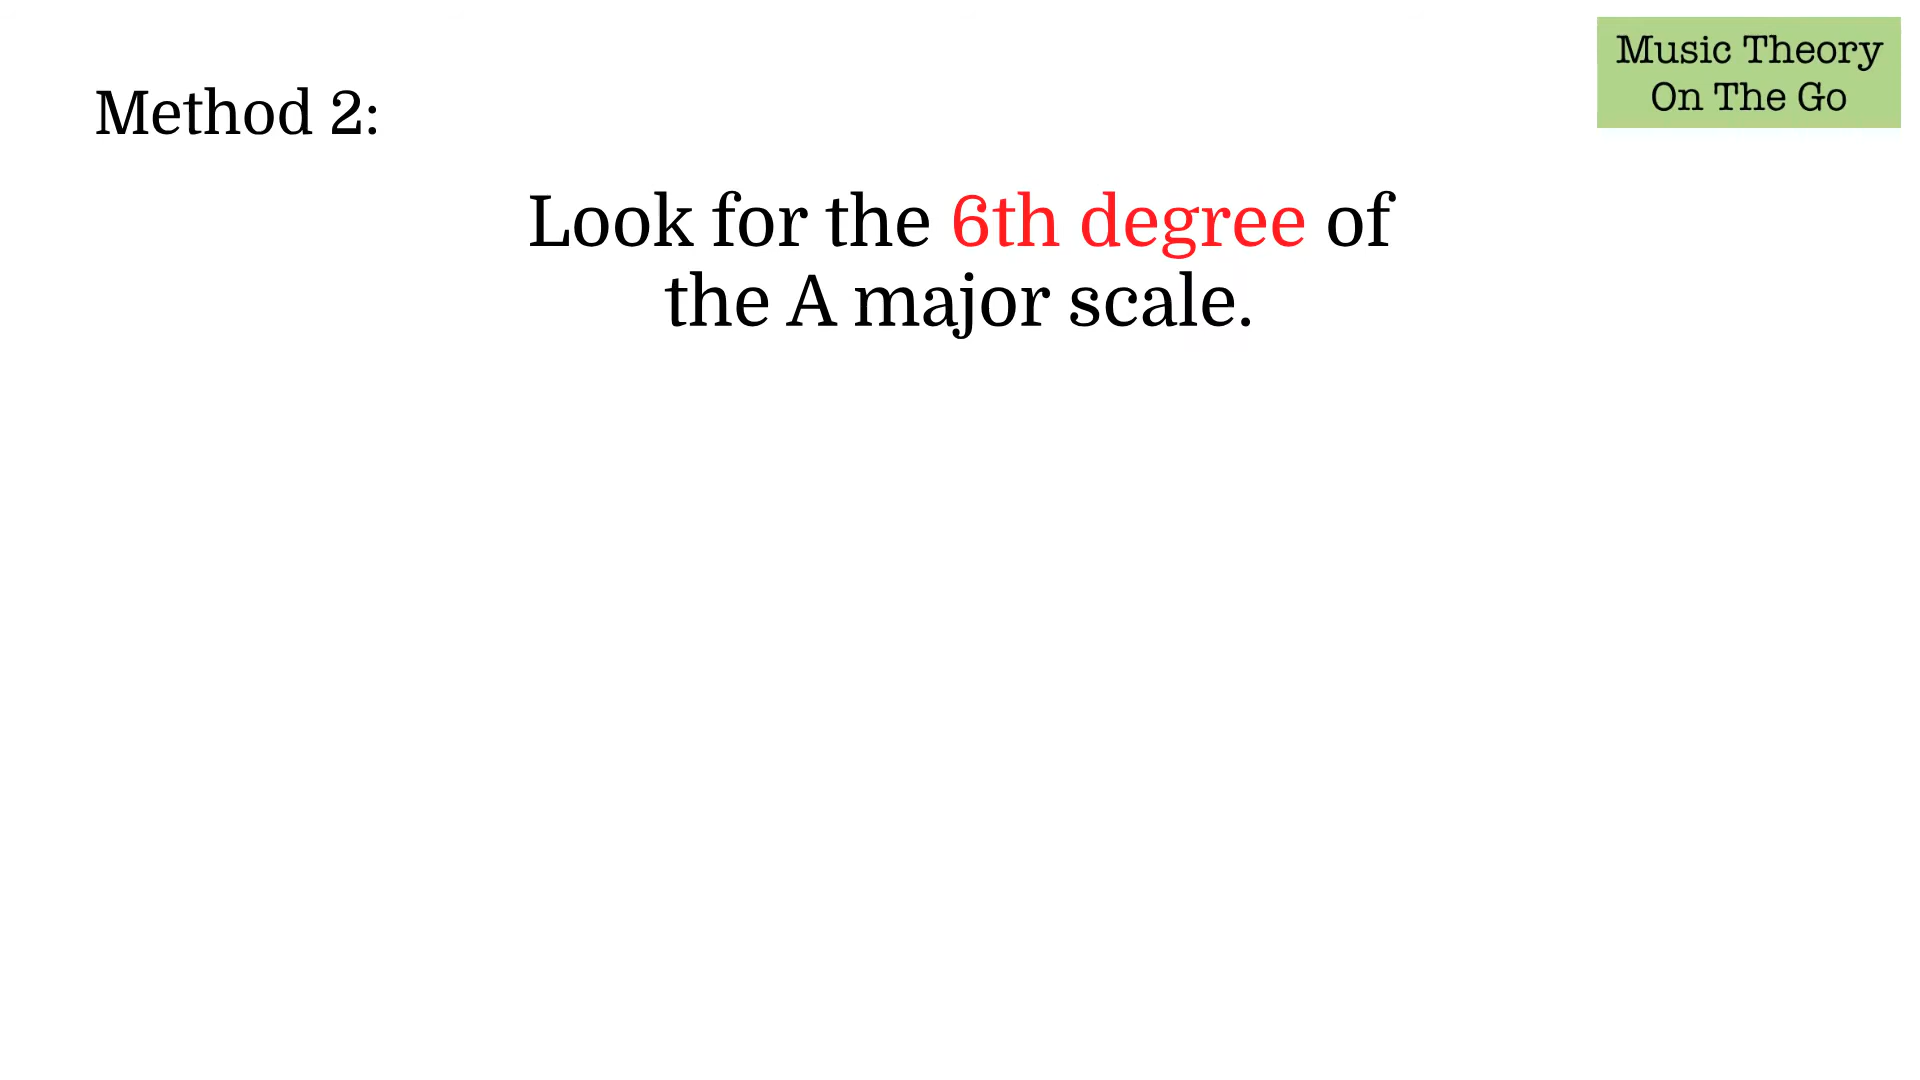 Music Theory
On The Go
Method 2:
Look for the 6th degree of
the A major scale.